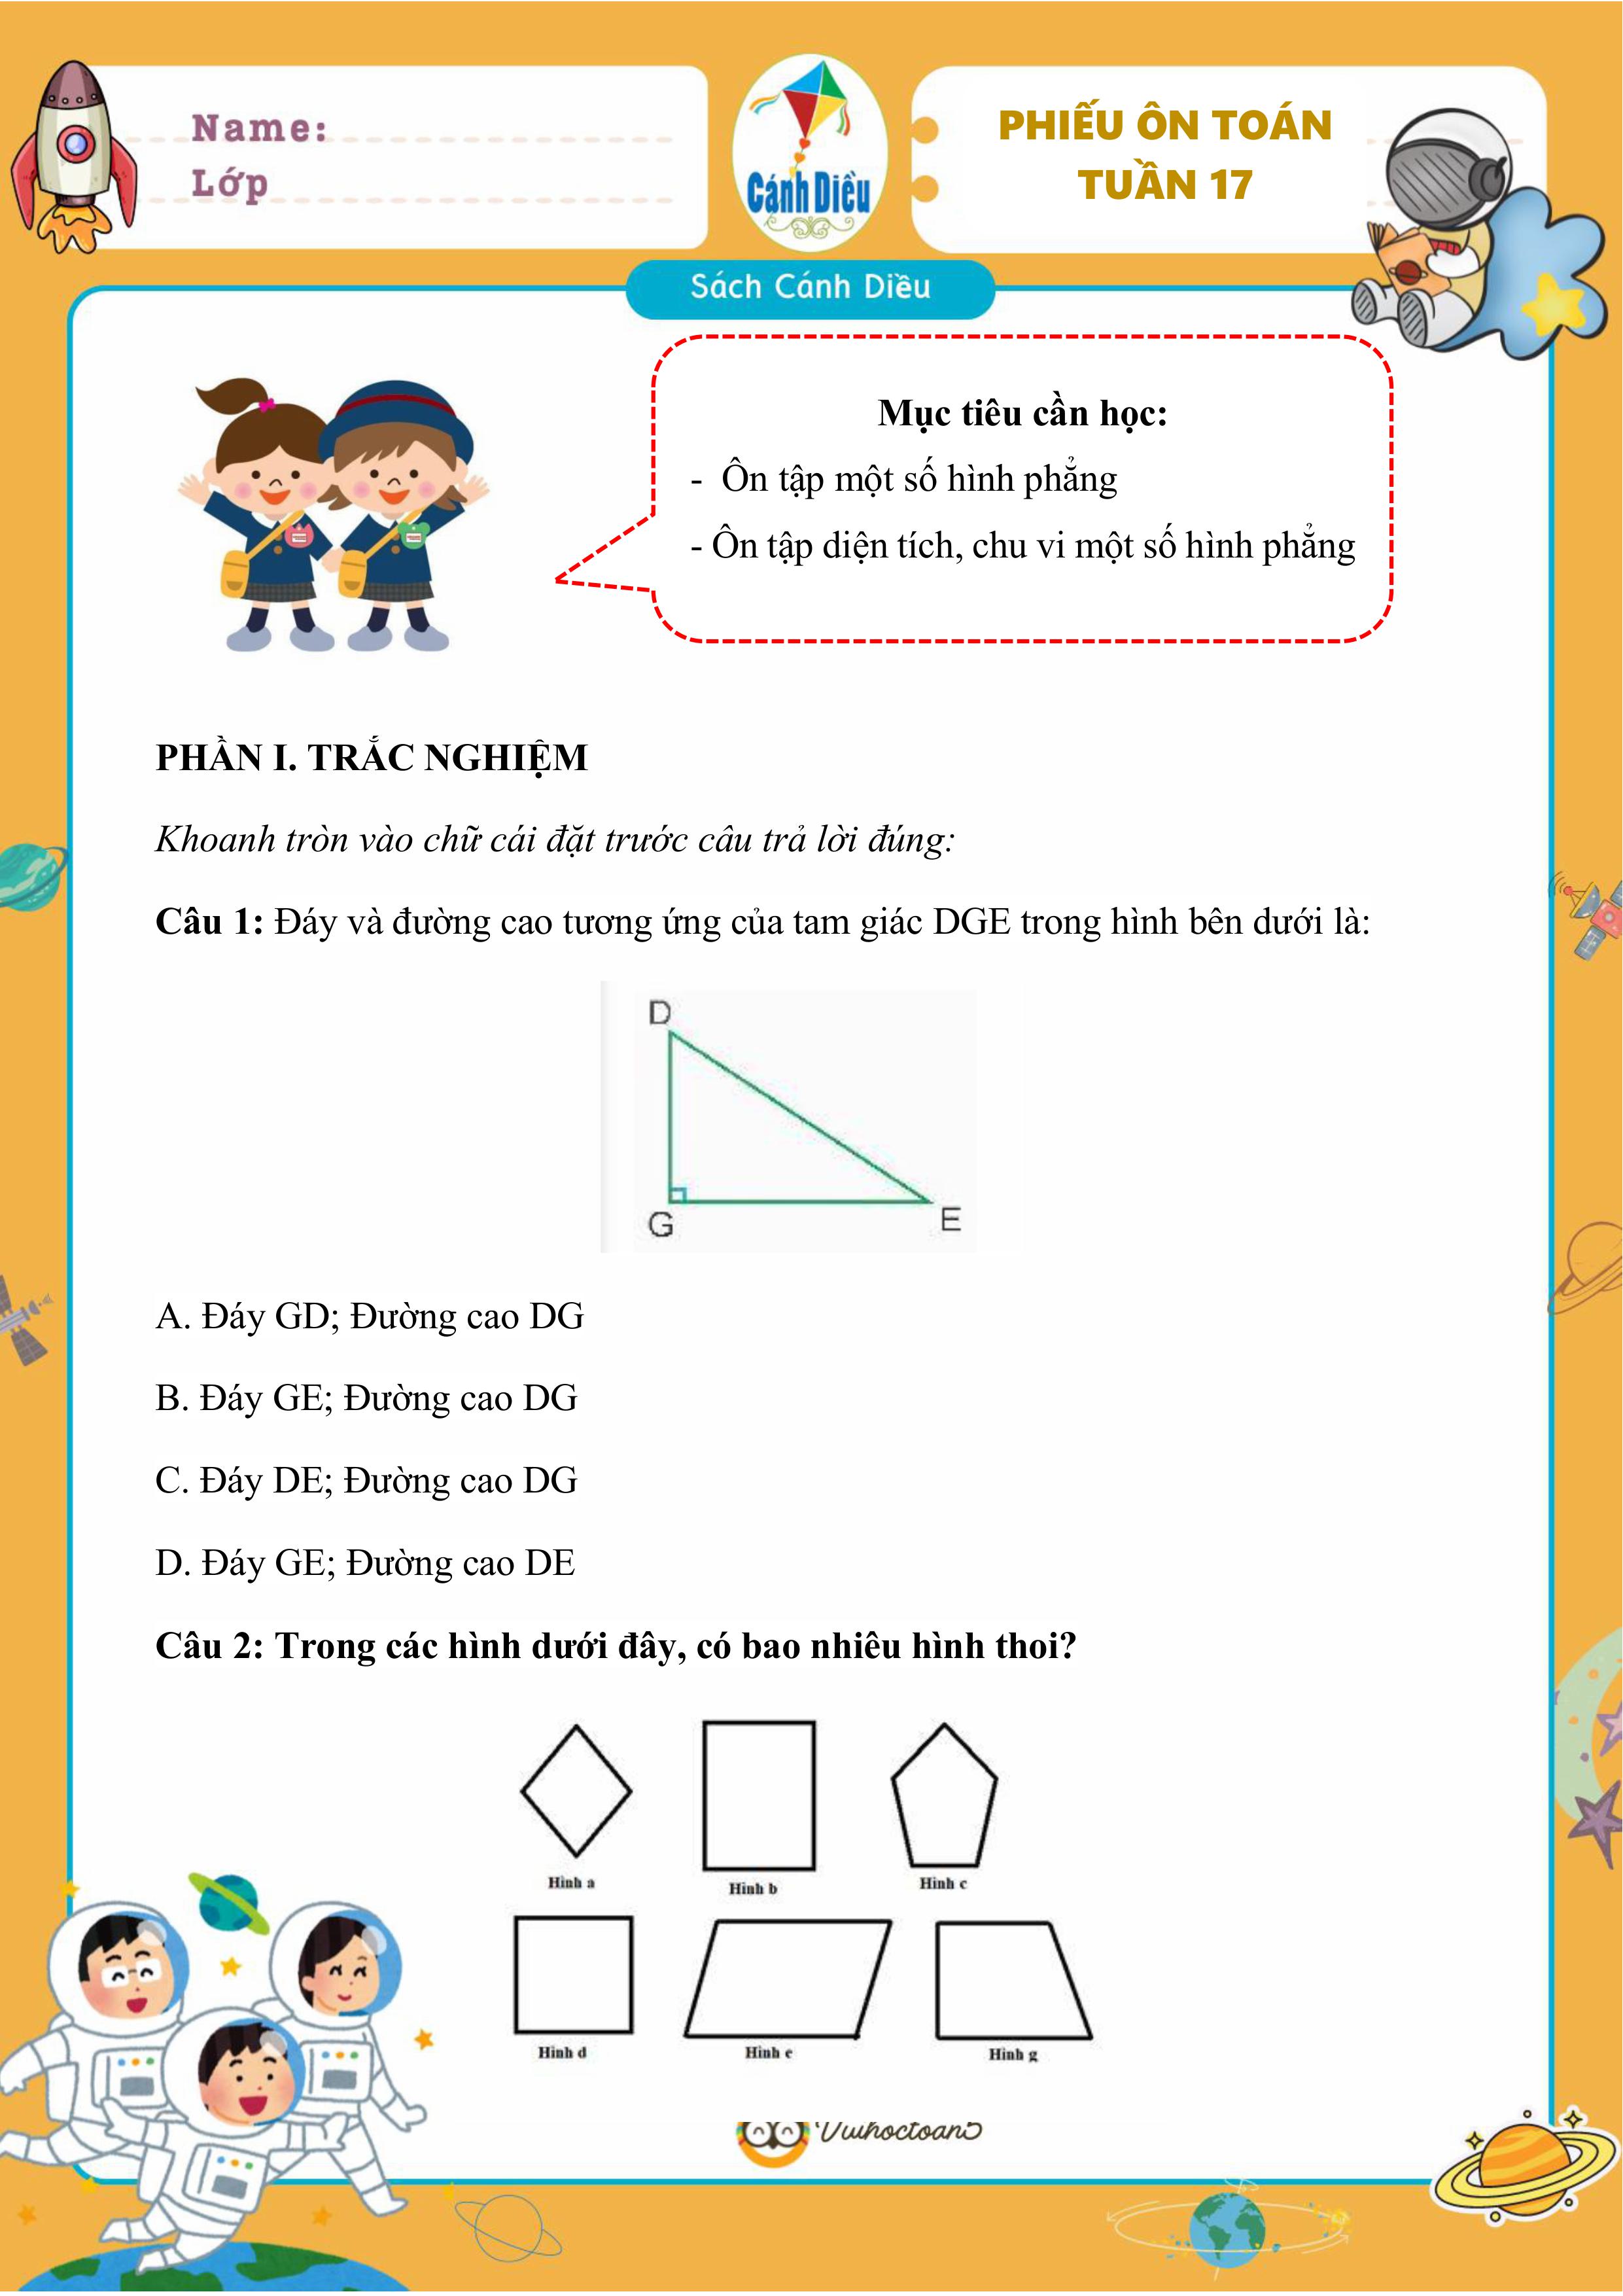 Name:
Lớp
Cánh Diều
PHIẾU ÔN TOÁN
TUẦN 17
Sách Cánh Diều
Mục tiêu cần học:
- Ôn tập một số hình phẳng
- Ôn tập diện tích, chu vi một số hình phẳng
PHẦN I. TRẮC NGHIỆM
Khoanh tròn vào chữ cái đặt trước câu trả lời đúng:
Câu 1: Đáy và đường cao tương ứng của tam giác DGE trong hình bên dưới là:
D
G
E
A. Đáy GD; Đường cao DG
B. Đáy GE; Đường cao DG
C. Đáy DE; Đường cao DG
D. Đáy GE; Đường cao DE
Câu 2: Trong các hình dưới đây, có bao nhiêu hình thoi?
Hình a
Hình b
Hình c
Hình d
Hình e
Hình g
Vuihoctoan5